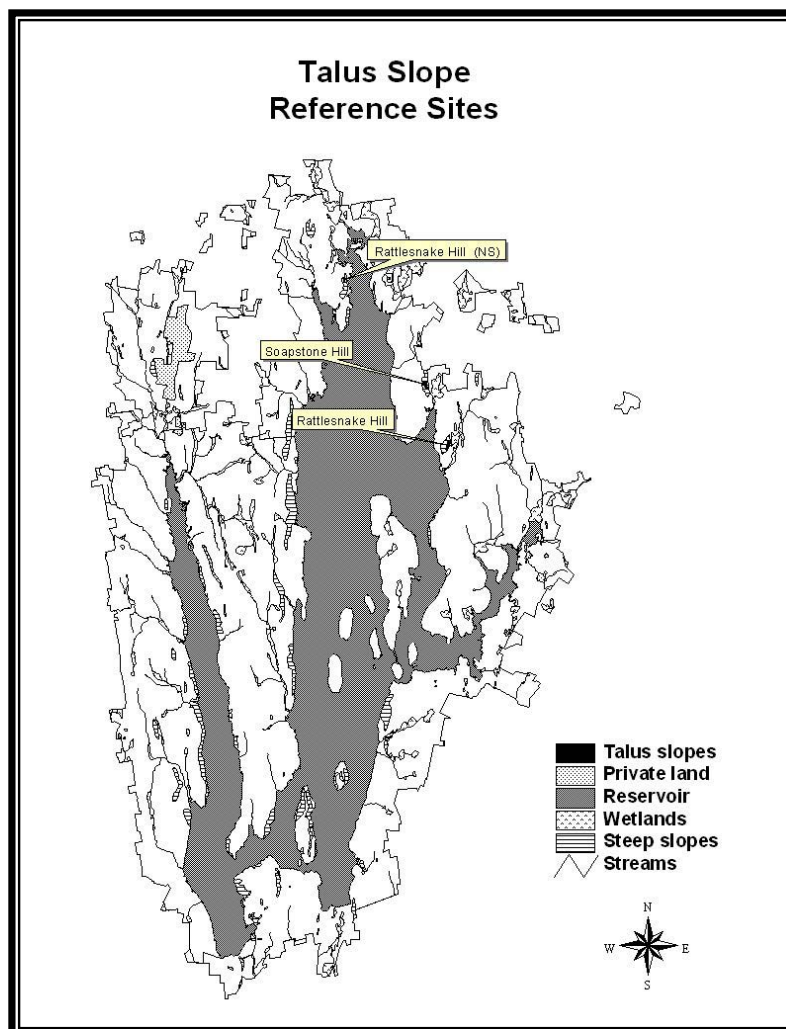 Talus Slope
Reference Sites
Rattlesnake Hill (NS)
Soapstone Hill
Rattlesnake Hill
Talus slopes
Private land
Reservoir
Wetlands
Steep slopes
Streams
N
W E
S